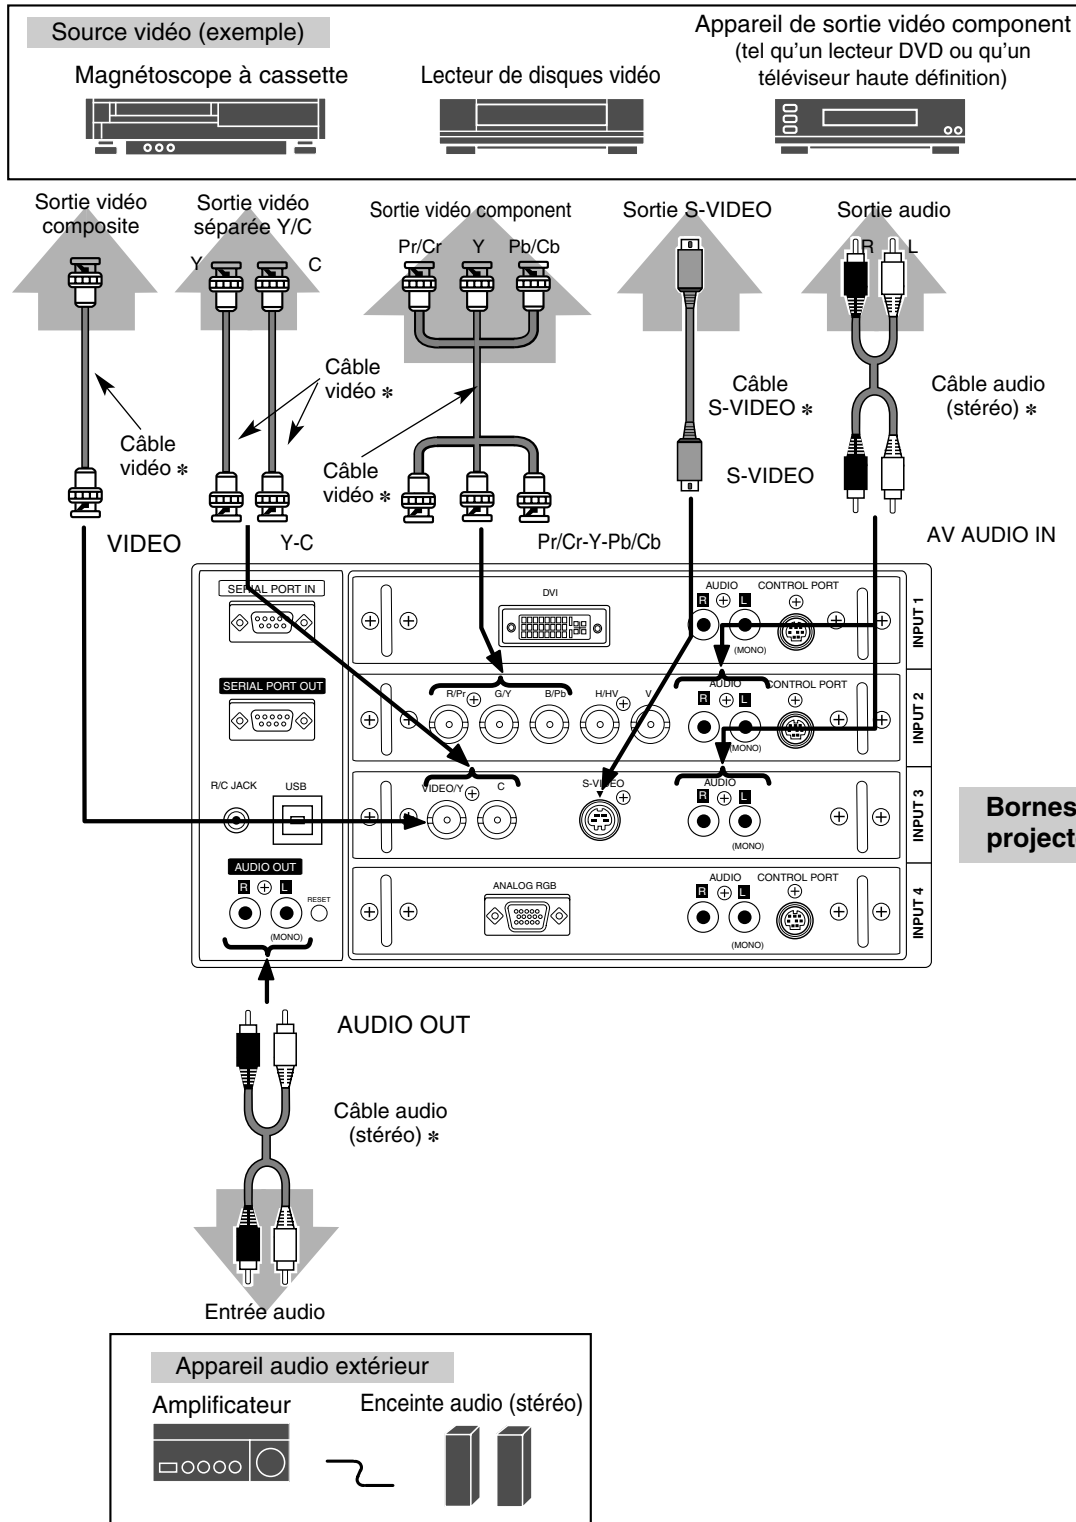 Source vidéo (exemple)
Appareil de sortie vidéo component
(tel qu'un lecteur DVD ou qu'un
téléviseur haute définition)
Magnétoscope à cassette
Lecteur de disques vidéo
Sortie vidéo
composite
Sortie vidéo
séparée Y/C
Sortie vidéo component
Sortie S-VIDEO
Sortie audio
Y
C
Pr/Cr
Y
Pb/Cb
R
L
Câble
vidéo *
Câble
vidéo *
Câble
vidéo *
Câble
S-VIDEO *
Câble audio
(stéréo) *
S-VIDEO
VIDEO
Y-C
Pr/Cr-Y-Pb/Cb
AV AUDIO IN
SERIAL PORT IN
DVI
AUDIO
R
L
(MONO)
CONTROL PORT
INPUT 1
SERIAL PORT OUT
R/Pr
G/Y
B/Pb
H/HV
V
AUDIO
R
L
(MONO)
CONTROL PORT
INPUT 2
R/C JACK
USB
VIDEO/Y
C
S-VIDEO
AUDIO
R
L
(MONO)
INPUT 3
Bornes
project
AUDIO OUT
R
L
(MONO)
RESET
ANALOG RGB
AUDIO
R
L
(MONO)
CONTROL PORT
INPUT 4
AUDIO OUT
Câble audio
(stéréo) *
Entrée audio
Appareil audio extérieur
Amplificateur
Enceinte audio (stéréo)